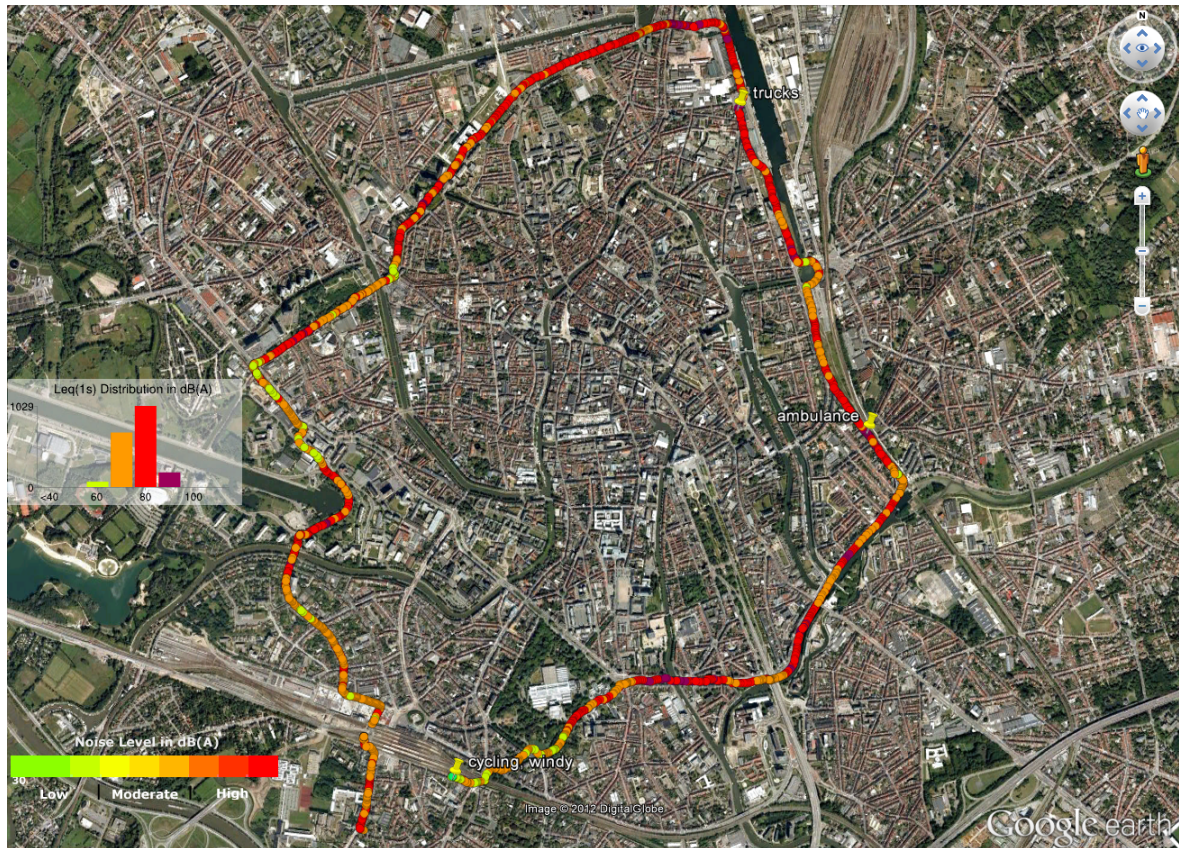 N
trucks
ambulance
Leq(1s) Distribution in dB(A)
1029
0
<40 60 80 100
cycling, windy
Noise Level in dB(A)
30
Low | Moderate | High
Image © 2012 DigitalGlobe
Google earth